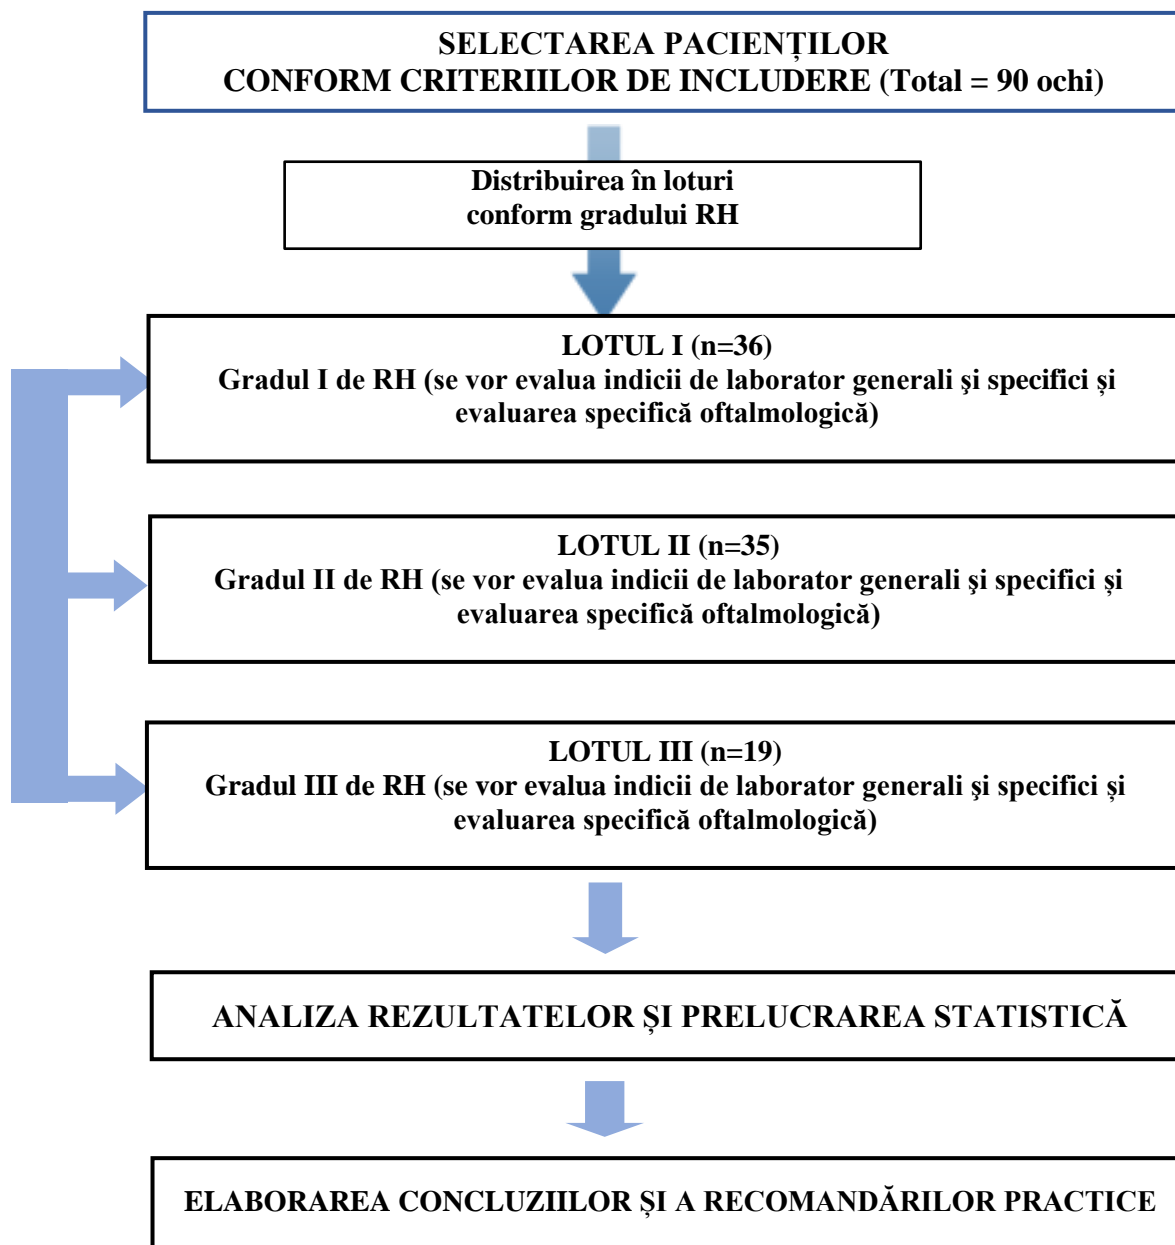 SELECTAREA PACIENȚILOR
CONFORM CRITERIILOR DE INCLUDERE (Total = 90 ochi)
Distribuirea în loturi
conform gradului RH
LOTUL I (n=36)
Gradul I de RH (se vor evalua indicii de laborator generali şi specifici și
evaluarea specifică oftalmologică)
LOTUL II (n=35)
Gradul II de RH (se vor evalua indicii de laborator generali şi specifici și
evaluarea specifică oftalmologică)
LOTUL III (n=19)
Gradul III de RH (se vor evalua indicii de laborator generali şi specifici și
evaluarea specifică oftalmologică)
ANALIZA REZULTATELOR ȘI PRELUCRAREA STATISTICĂ
ELABORAREA CONCLUZIILOR ȘI A RECOMANDĂRILOR PRACTICE